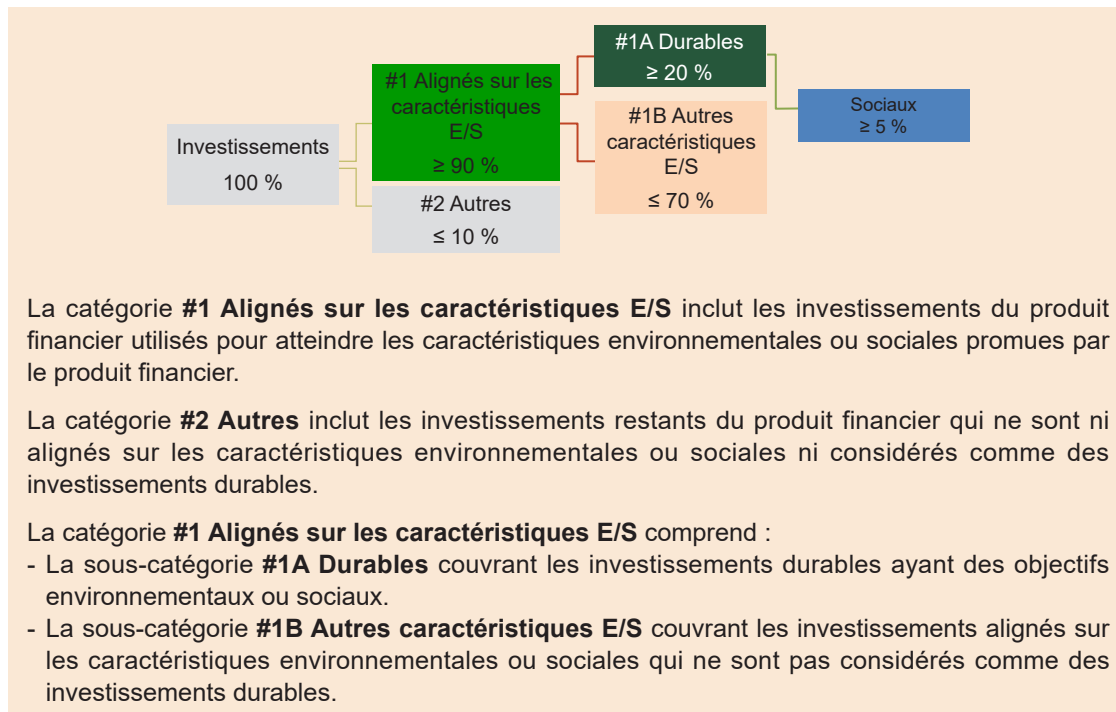 Investissements
100 %
#1 Alignés sur les
caractéristiques
E/S
≥ 90 %
#2 Autres
≤ 10 %
#1A Durables
≥ 20 %
#1B Autres
caractéristiques
E/S
≤ 70 %
Sociaux
≥ 5 %
La catégorie #1 Alignés sur les caractéristiques E/S inclut les investissements du produit
financier utilisés pour atteindre les caractéristiques environnementales ou sociales promues par
le produit financier.
La catégorie #2 Autres inclut les investissements restants du produit financier qui ne sont ni
alignés sur les caractéristiques environnementales ou sociales ni considérés comme des
investissements durables.
La catégorie #1 Alignés sur les caractéristiques E/S comprend :
- La sous-catégorie #1A Durables couvrant les investissements durables ayant des objectifs
environnementaux ou sociaux.
- La sous-catégorie #1B Autres caractéristiques E/S couvrant les investissements alignés sur
les caractéristiques environnementales ou sociales qui ne sont pas considérés comme des
investissements durables.